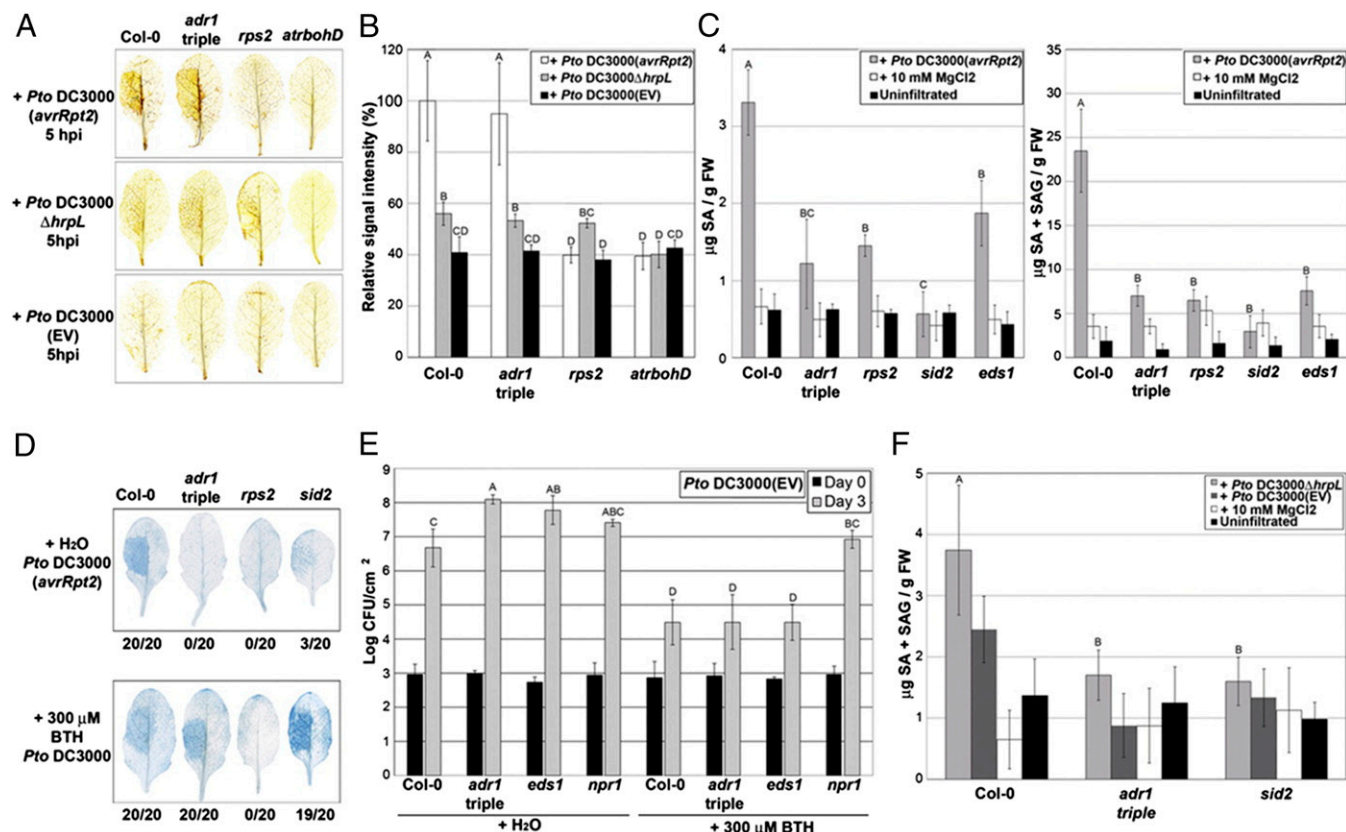 A
Col-0
adr1
triple
rps2
atrbohD
+ Pto DC3000
(avrRpt2)
5 hpi
+ Pto DC3000
ΔhrpL
5hpi
+ Pto DC3000
(EV)
5hpi
B
Relative signal intensity (%)
160
140
120
100
80
60
40
20
0
+ Pto DC3000(avrRpt2)
+ Pto DC3000ΔhrpL
+ Pto DC3000(EV)
A
B
CD
A
B
CD
D
BC
D
D
CD
CD
Col-0
adr1
triple
rps2
atrbohD
C
µg SA / g FW
4
3
2
1
0
+ Pto DC3000(avrRpt2)
+ 10 mM MgCl2
Uninfiltrated
A
BC
B
C
B
Col-0
adr1
triple
rps2
sid2
eds1
µg SA + SAG / g FW
35
30
25
20
15
10
5
0
+ Pto DC3000(avrRpt2)
+ 10 mM MgCl2
Uninfiltrated
A
B
B
B
B
Col-0
adr1
triple
rps2
sid2
eds1
D
Col-0
adr1
triple
rps2
sid2
+ H2O
Pto DC3000
(avrRpt2)
20/20 0/20 0/20 3/20
+ 300 µM
BTH
Pto DC3000
20/20 20/20 0/20 19/20
E
Log CFU/cm2
9
8
7
6
5
4
3
2
1
0
Pto DC3000(EV)
Day 0
Day 3
C
A
AB
ABC
D
D
D
BC
Col-0
adr1
triple
eds1
npr1
Col-0
adr1
triple
eds1
npr1
+ H2O
+ 300 µM BTH
F
µg SA + SAG / g FW
5
4
3
2
1
0
+ Pto DC3000ΔhrpL
+ Pto DC3000(EV)
+ 10 mM MgCl2
Uninfiltrated
A
B
B
Col-0
adr1
triple
sid2